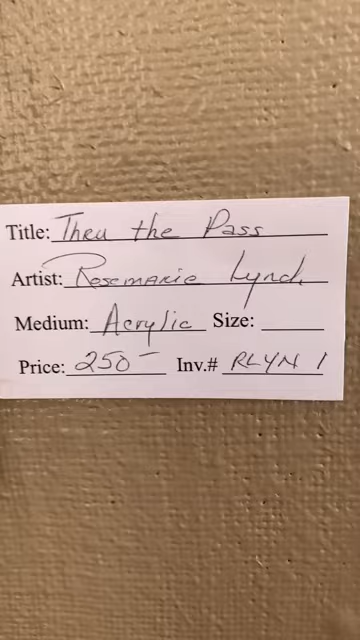 Title: Thru the Pass
Artist: Rosemarie Lynch
Medium: Acrylic Size:
Price: 250- Inv.# RLYN 1